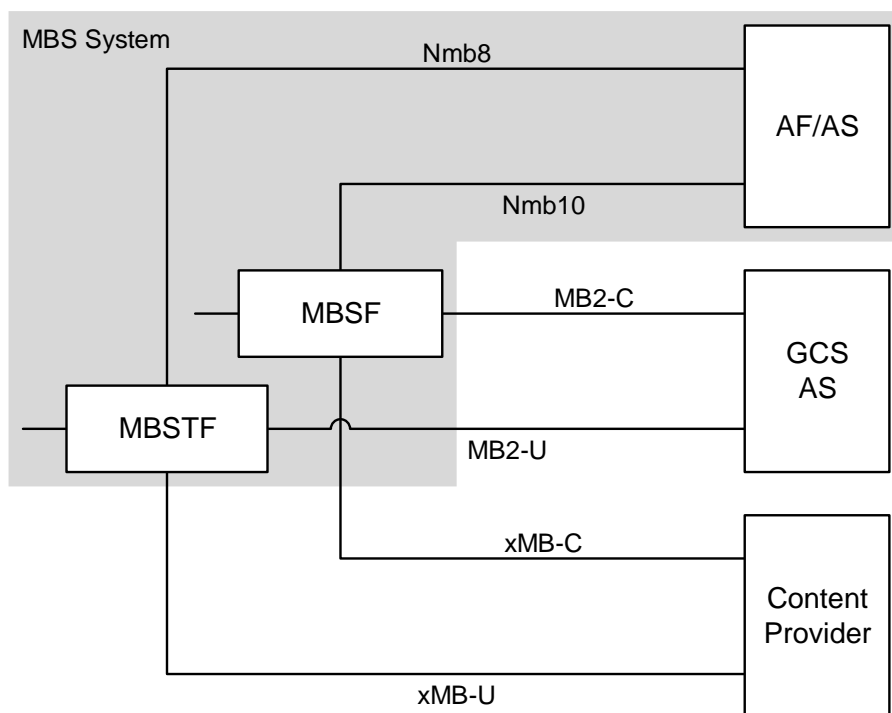 MBS System
Nmb8
AF/AS
Nmb10
MBSF
MB2-C
GCS
AS
MBSTF
MB2-U
xMB-C
Content
Provider
xMB-U